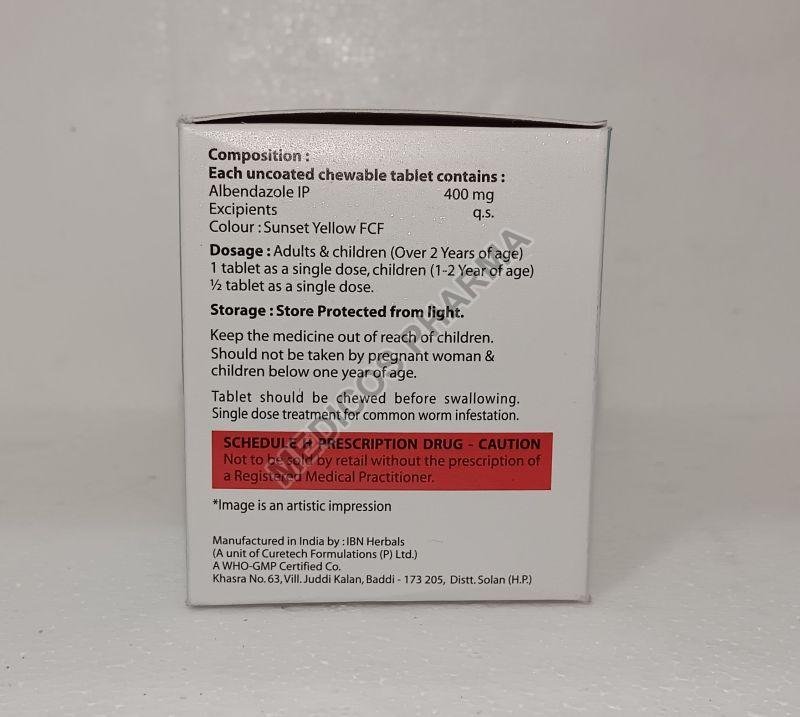 Composition :
Each uncoated chewable tablet contains :
Albendazole IP 400 mg
Excipients q.s.
Colour : Sunset Yellow FCF
Dosage : Adults & children (Over 2 Years of age)
1 tablet as a single dose, children (1-2 Year of age)
½ tablet as a single dose.
Storage : Store Protected from light.
Keep the medicine out of reach of children.
Should not be taken by pregnant woman &
children below one year of age.
Tablet should be chewed before swallowing.
Single dose treatment for common worm infestation.
SCHEDULE H PRESCRIPTION DRUG - CAUTION
Not to be sold by retail without the prescription of
a Registered Medical Practitioner.
*Image is an artistic impression
Manufactured in India by : IBN Herbals
(A unit of Curetech Formulations (P) Ltd.)
A WHO-GMP Certified Co.
Khasra No. 63, Vill. Juddi Kalan, Baddi - 173 205, Distt. Solan (H.P.)
MEDICOS PHARMA